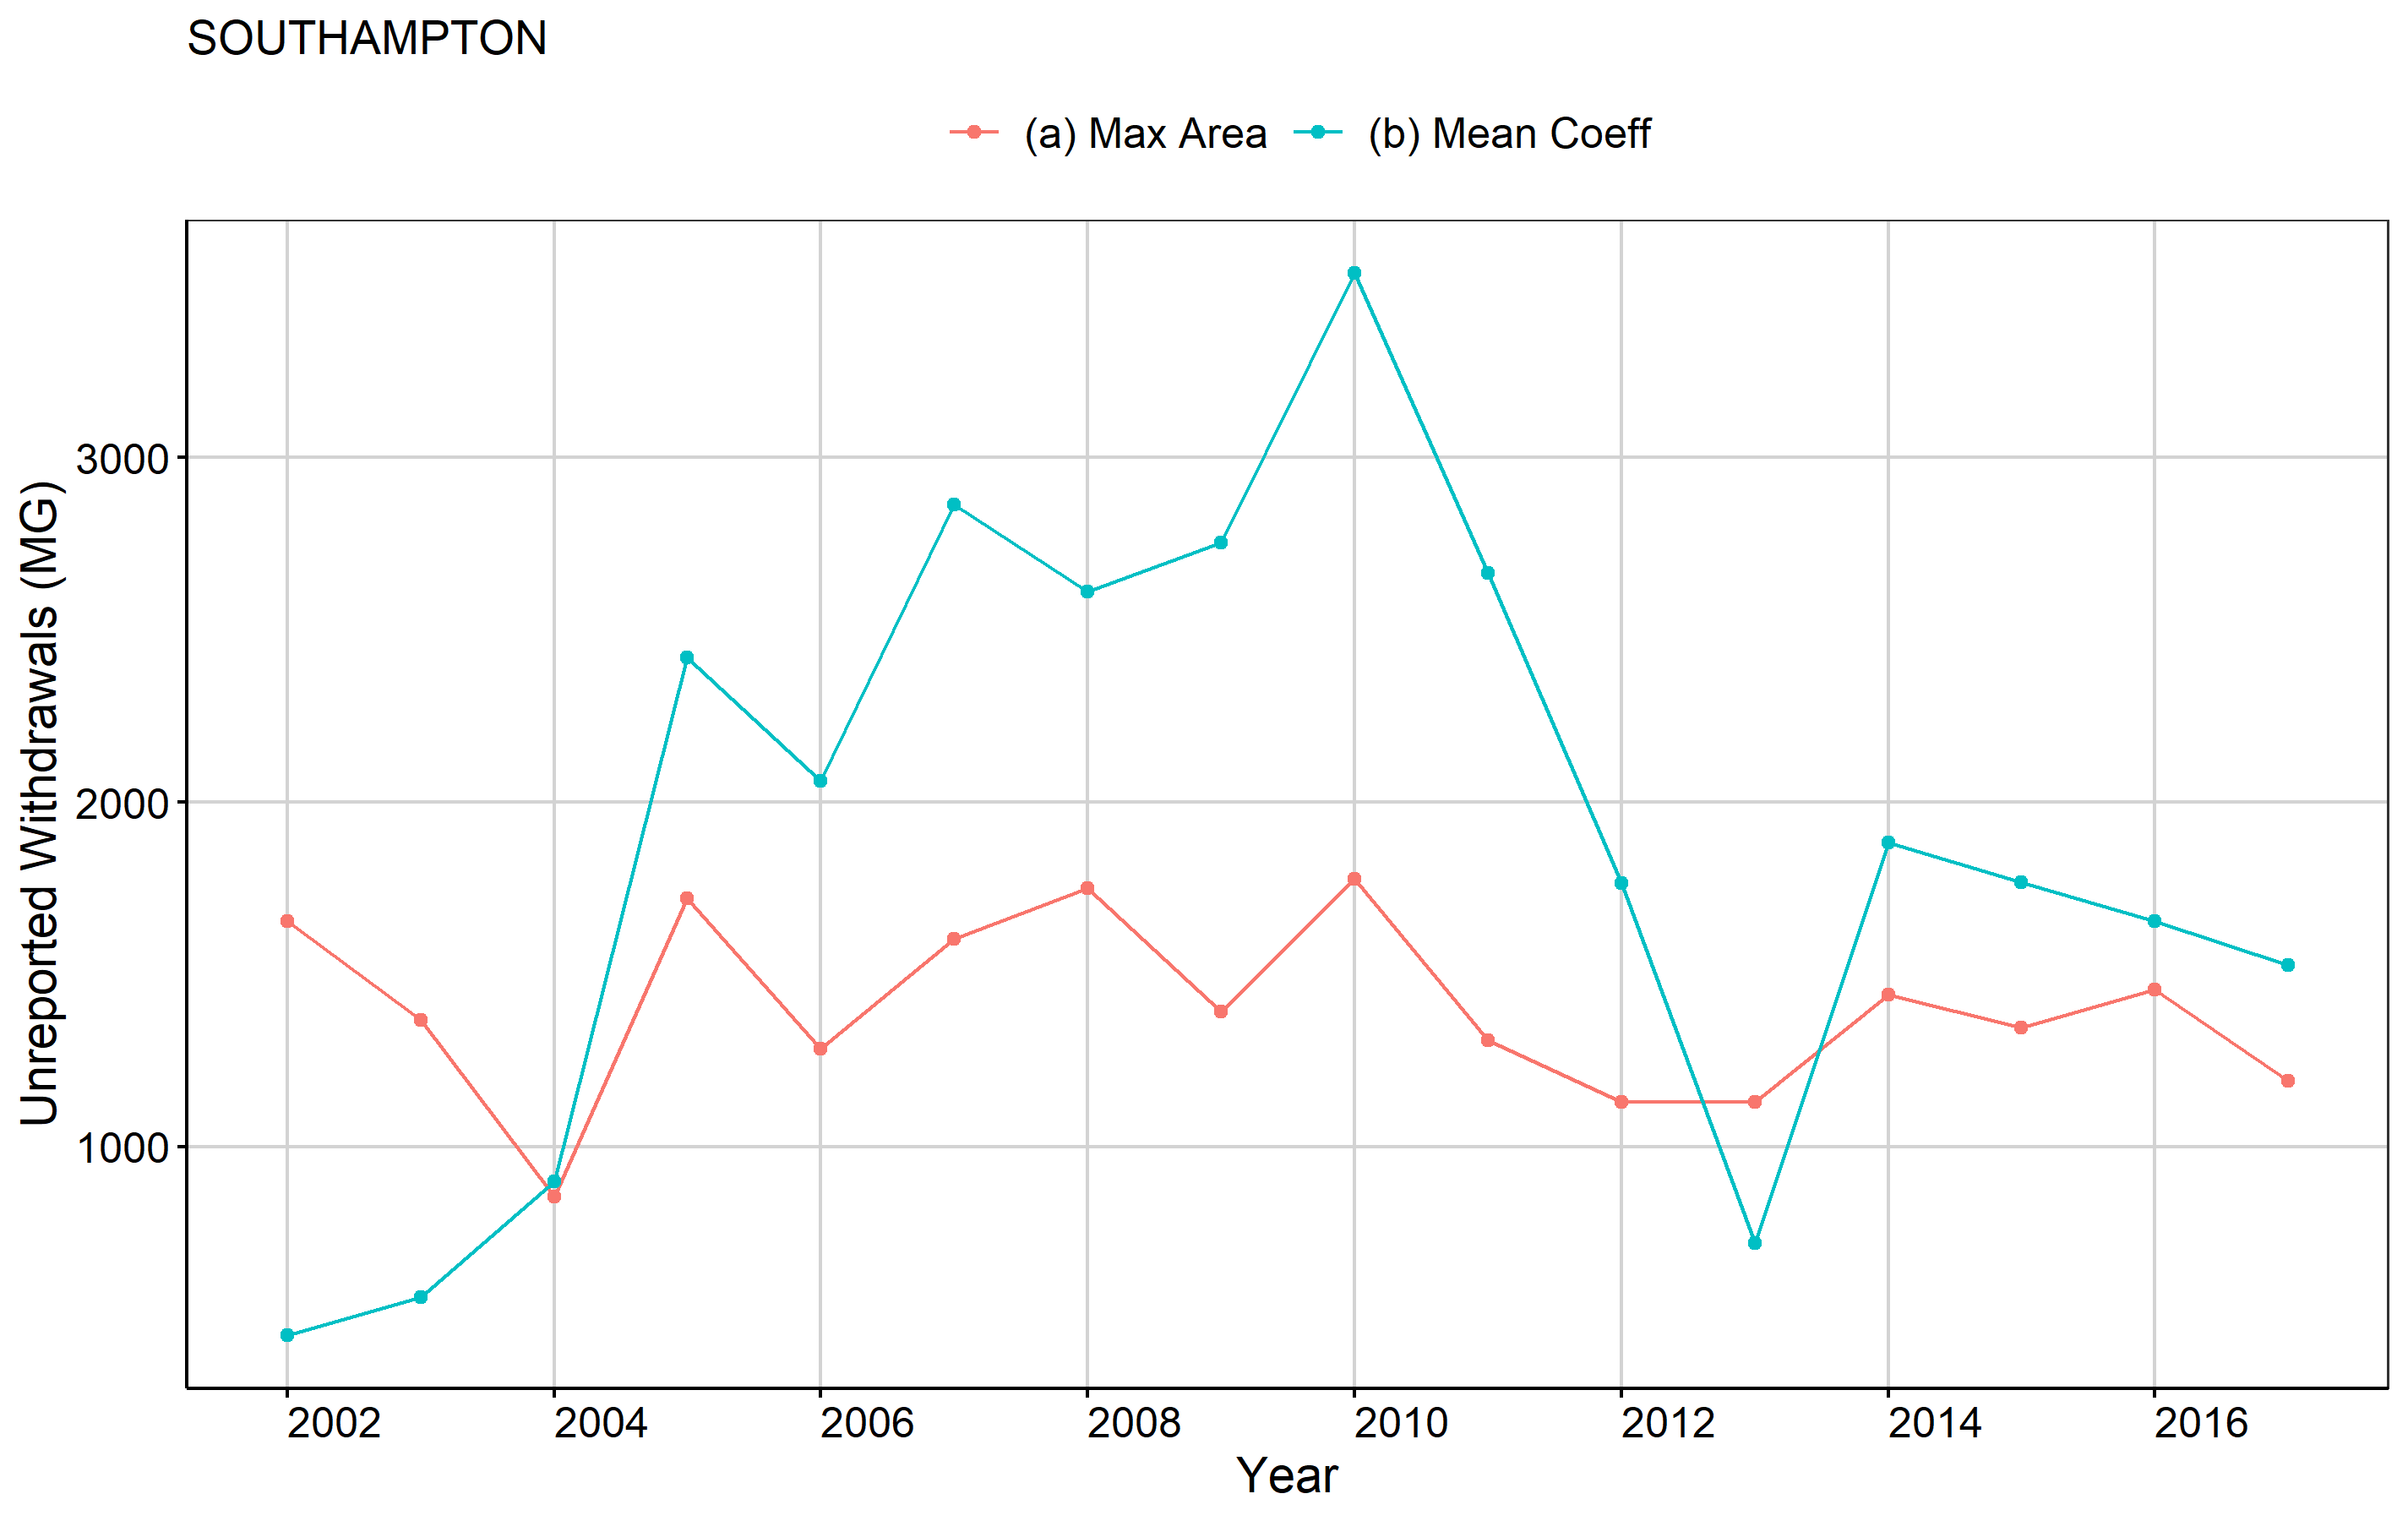 SOUTHAMPTON
(a) Max Area (b) Mean Coeff
Unreported Withdrawals (MG)
3000
2000
1000
2002 2004 2006 2008 2010 2012 2014 2016
Year